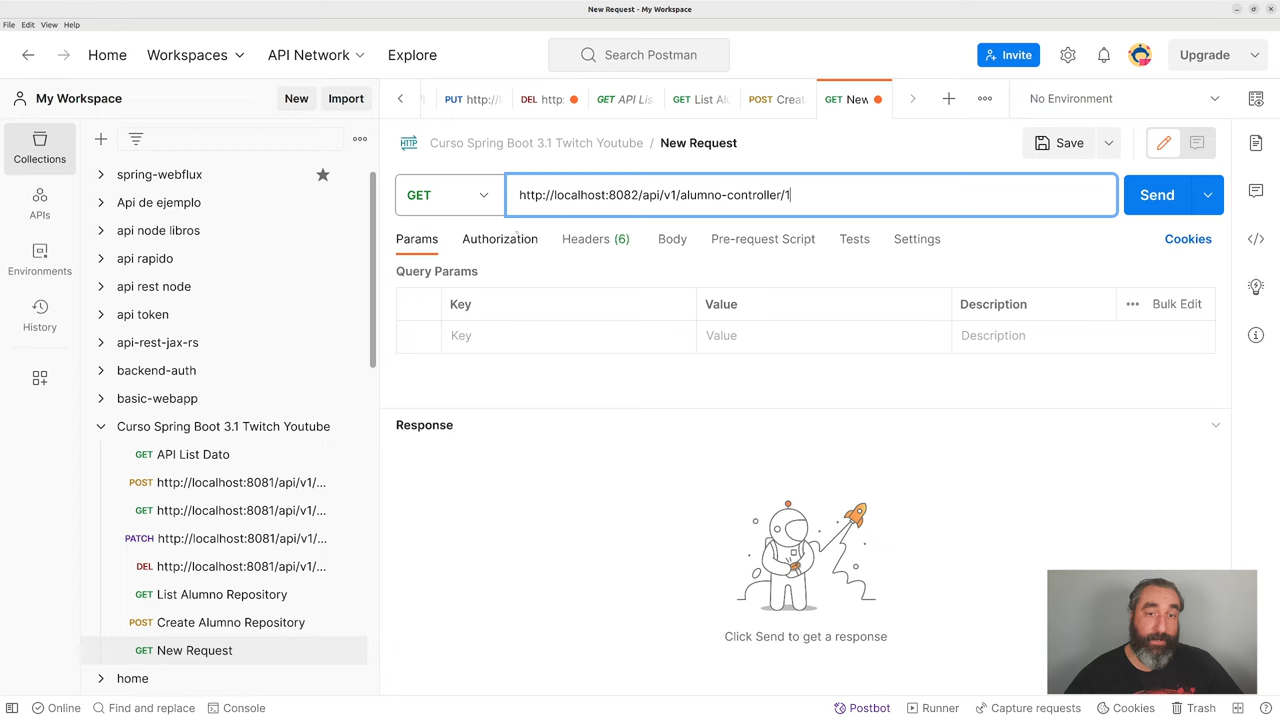 New Request - My Workspace
File Edit View Help
Home Workspaces API Network Explore Search Postman Invite Upgrade
My Workspace New Import
PUT http:// DEL http: GET API Lis GET List Al POST Creat GET New No Environment
Collections
APIs
Environments
History
spring-webflux
Api de ejemplo
api node libros
api rapido
api rest node
api token
api-rest-jax-rs
backend-auth
basic-webapp
Curso Spring Boot 3.1 Twitch Youtube
GET API List Dato
POST http://localhost:8081/api/v1/...
GET http://localhost:8081/api/v1/...
PATCH http://localhost:8081/api/v1/...
DEL http://localhost:8081/api/v1/...
GET List Alumno Repository
POST Create Alumno Repository
GET New Request
home
HTTP Curso Spring Boot 3.1 Twitch Youtube / New Request Save
GET http://localhost:8082/api/v1/alumno-controller/1 Send
Params Authorization Headers (6) Body Pre-request Script Tests Settings Cookies
Query Params
Key Value Description Bulk Edit
Key Value Description
Response
Click Send to get a response
Online Find and replace Console Postbot Runner Capture requests Cookies Trash